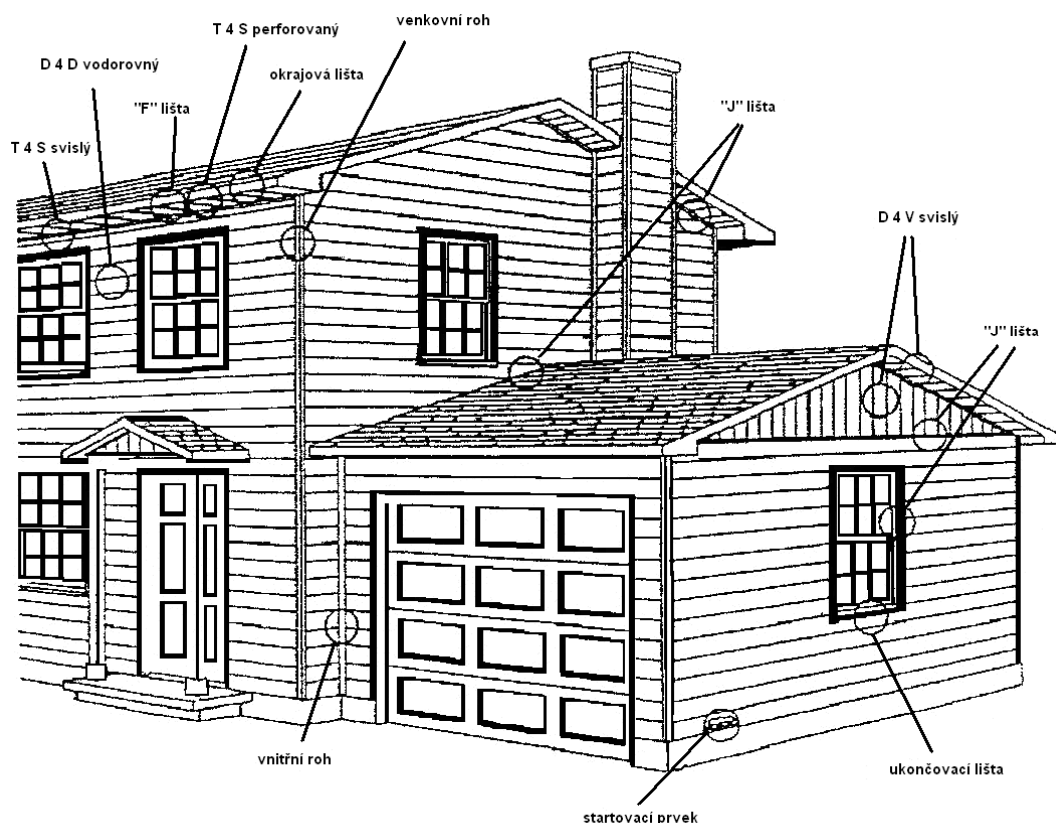 venkovní roh
T 4 S perforovaný
D 4 D vodorovný
okrajová lišta
"F" lišta
"J" lišta
T 4 S svislý
D 4 V svislý
"J" lišta
vnitřní roh
ukončovací lišta
startovací prvek